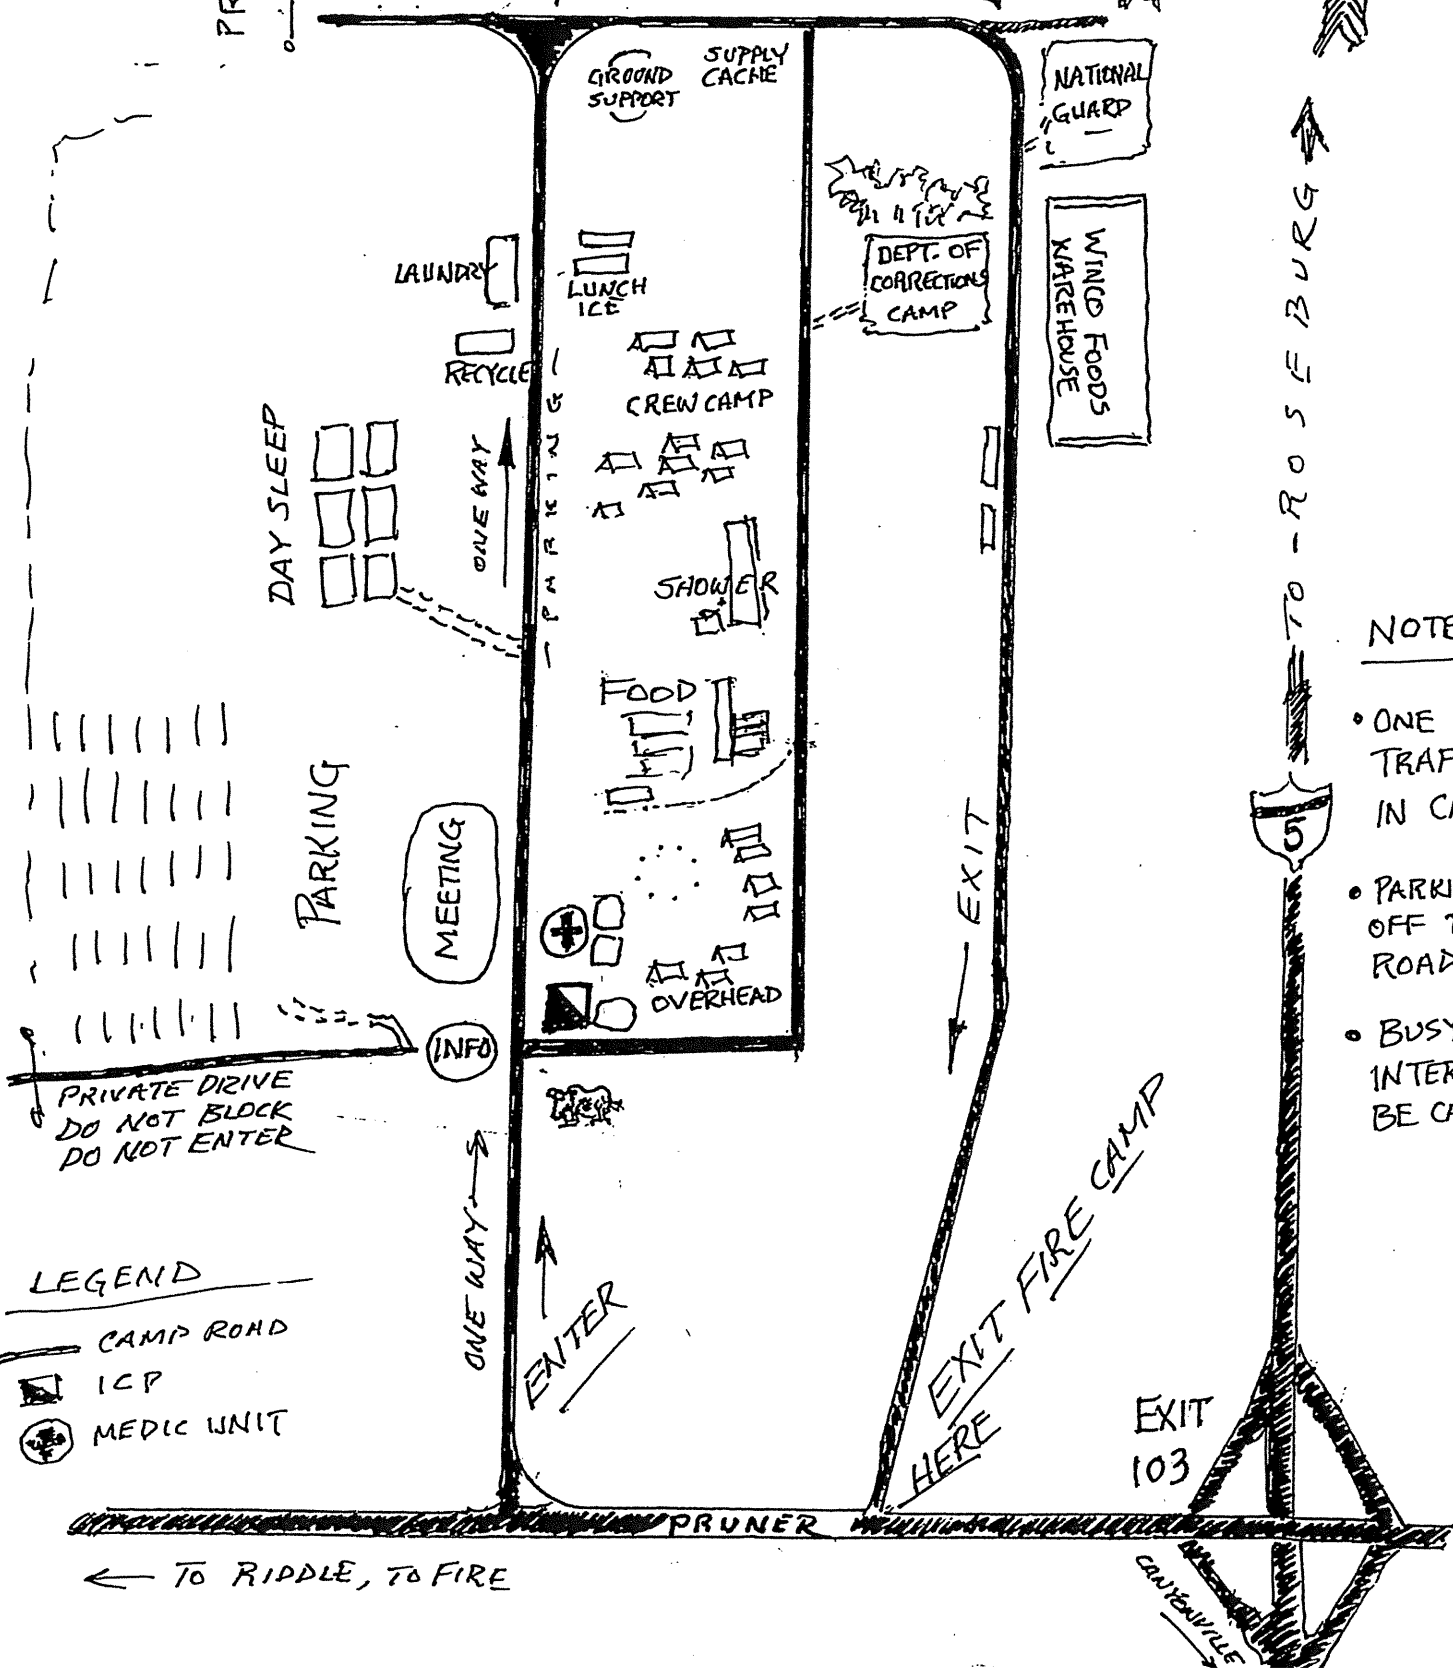 PR
GROUND
SUPPORT
SUPPLY
CACHE
NATIONAL
GUARD
LAUNDRY
LUNCH
ICE
DEPT. OF
CORRECTIONS
CAMP
WINCO FOODS
WAREHOUSE
RECYCLE
CREW CAMP
DAY SLEEP
ONE WAY
- PARKING -
TO - ROSEBURG
SHOWER
FOOD
NOTE
• ONE
TRAF
IN CA
PARKING
MEETING
EXIT
5
• PARKI
OFF T
ROAD
OVERHEAD
INFO
• BUSY
INTER
BE CA
PRIVATE DRIVE
DO NOT BLOCK
DO NOT ENTER
ONE WAY
ENTER
EXIT FIRE CAMP
HERE
LEGEND
CAMP ROAD
ICP
MEDIC UNIT
EXIT
103
PRUNER
TO RIDDLE, TO FIRE
CANYONVILLE